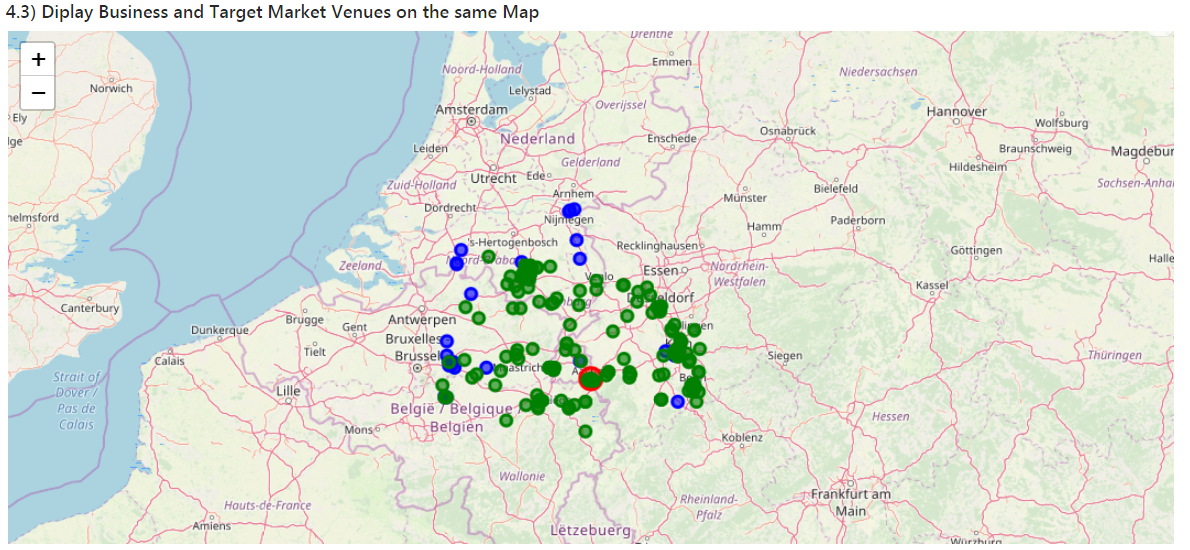 4.3) Diplay Business and Target Market Venues on the same Map
Drenthe
+
Emmen
Noord-Holland
Niedersachsen
−
Norwich
Lelystad
Overijssel
Amsterdam
Hannover
Ely
Wolfsburg
Nederland
Enschede
Osnabrück
Leiden
Braunschweig
Magdebur
Gelderland
Hildesheim
Utrecht
Ede
Zuid-Holland
Arnhem
Bielefeld
Sachsen-Anha
Münster
Dordrecht
helmsford
Nijmegen
Paderborn
Hamm
's-Hertogenbosch
Recklinghausen
Göttingen
Halle
Zeeland
Essen
Nordrhein-
Westfalen
Kassel
Canterbury
Brugge
Antwerpen
Gent
Dunkerque
Bruxelles
Tielt
Brussel
Calais
Siegen
Thüringen
Strait of
Dover /
Pas de
Calais
Lille
België / Belgique /
Belgien
Hessen
Mons
Koblenz
Wallonie
Hauts-de-France
Rheinland-
Pfalz
Frankfurt am
Main
Amiens
Lëtzebuerg
Würzburg